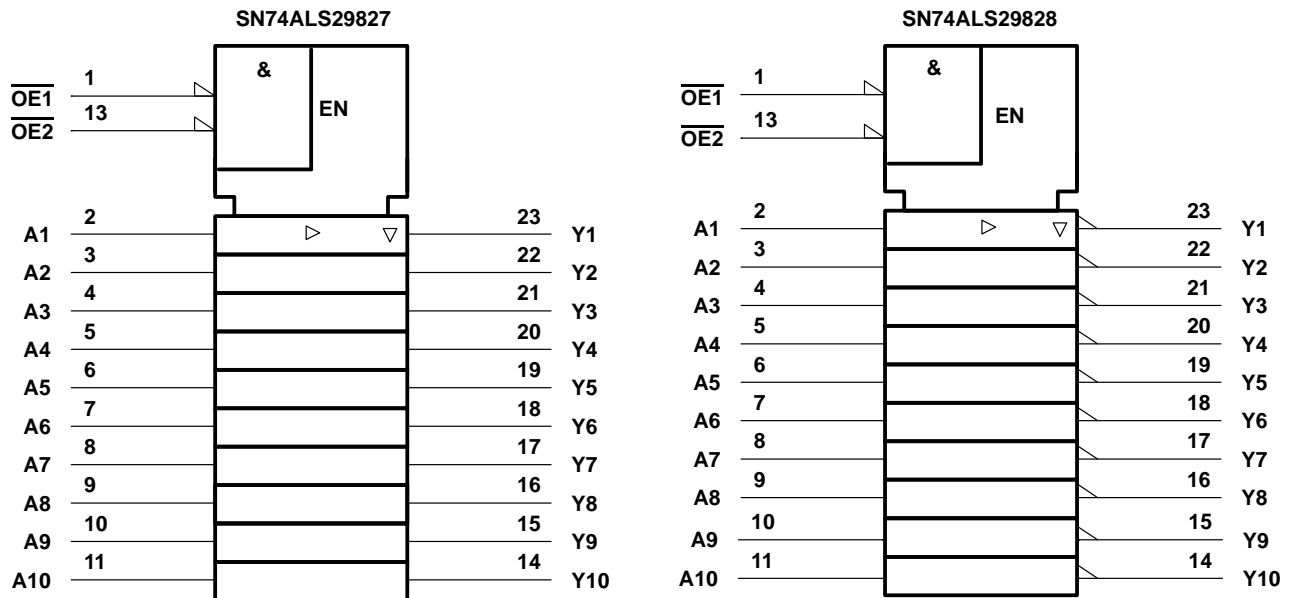 SN74ALS29827
&
EN
OE1 1
OE2 13
A1 2 23 Y1
A2 3 22 Y2
A3 4 21 Y3
A4 5 20 Y4
A5 6 19 Y5
A6 7 18 Y6
A7 8 17 Y7
A8 9 16 Y8
A9 10 15 Y9
A10 11 14 Y10
SN74ALS29828
&
EN
OE1 1
OE2 13
A1 2 23 Y1
A2 3 22 Y2
A3 4 21 Y3
A4 5 20 Y4
A5 6 19 Y5
A6 7 18 Y6
A7 8 17 Y7
A8 9 16 Y8
A9 10 15 Y9
A10 11 14 Y10